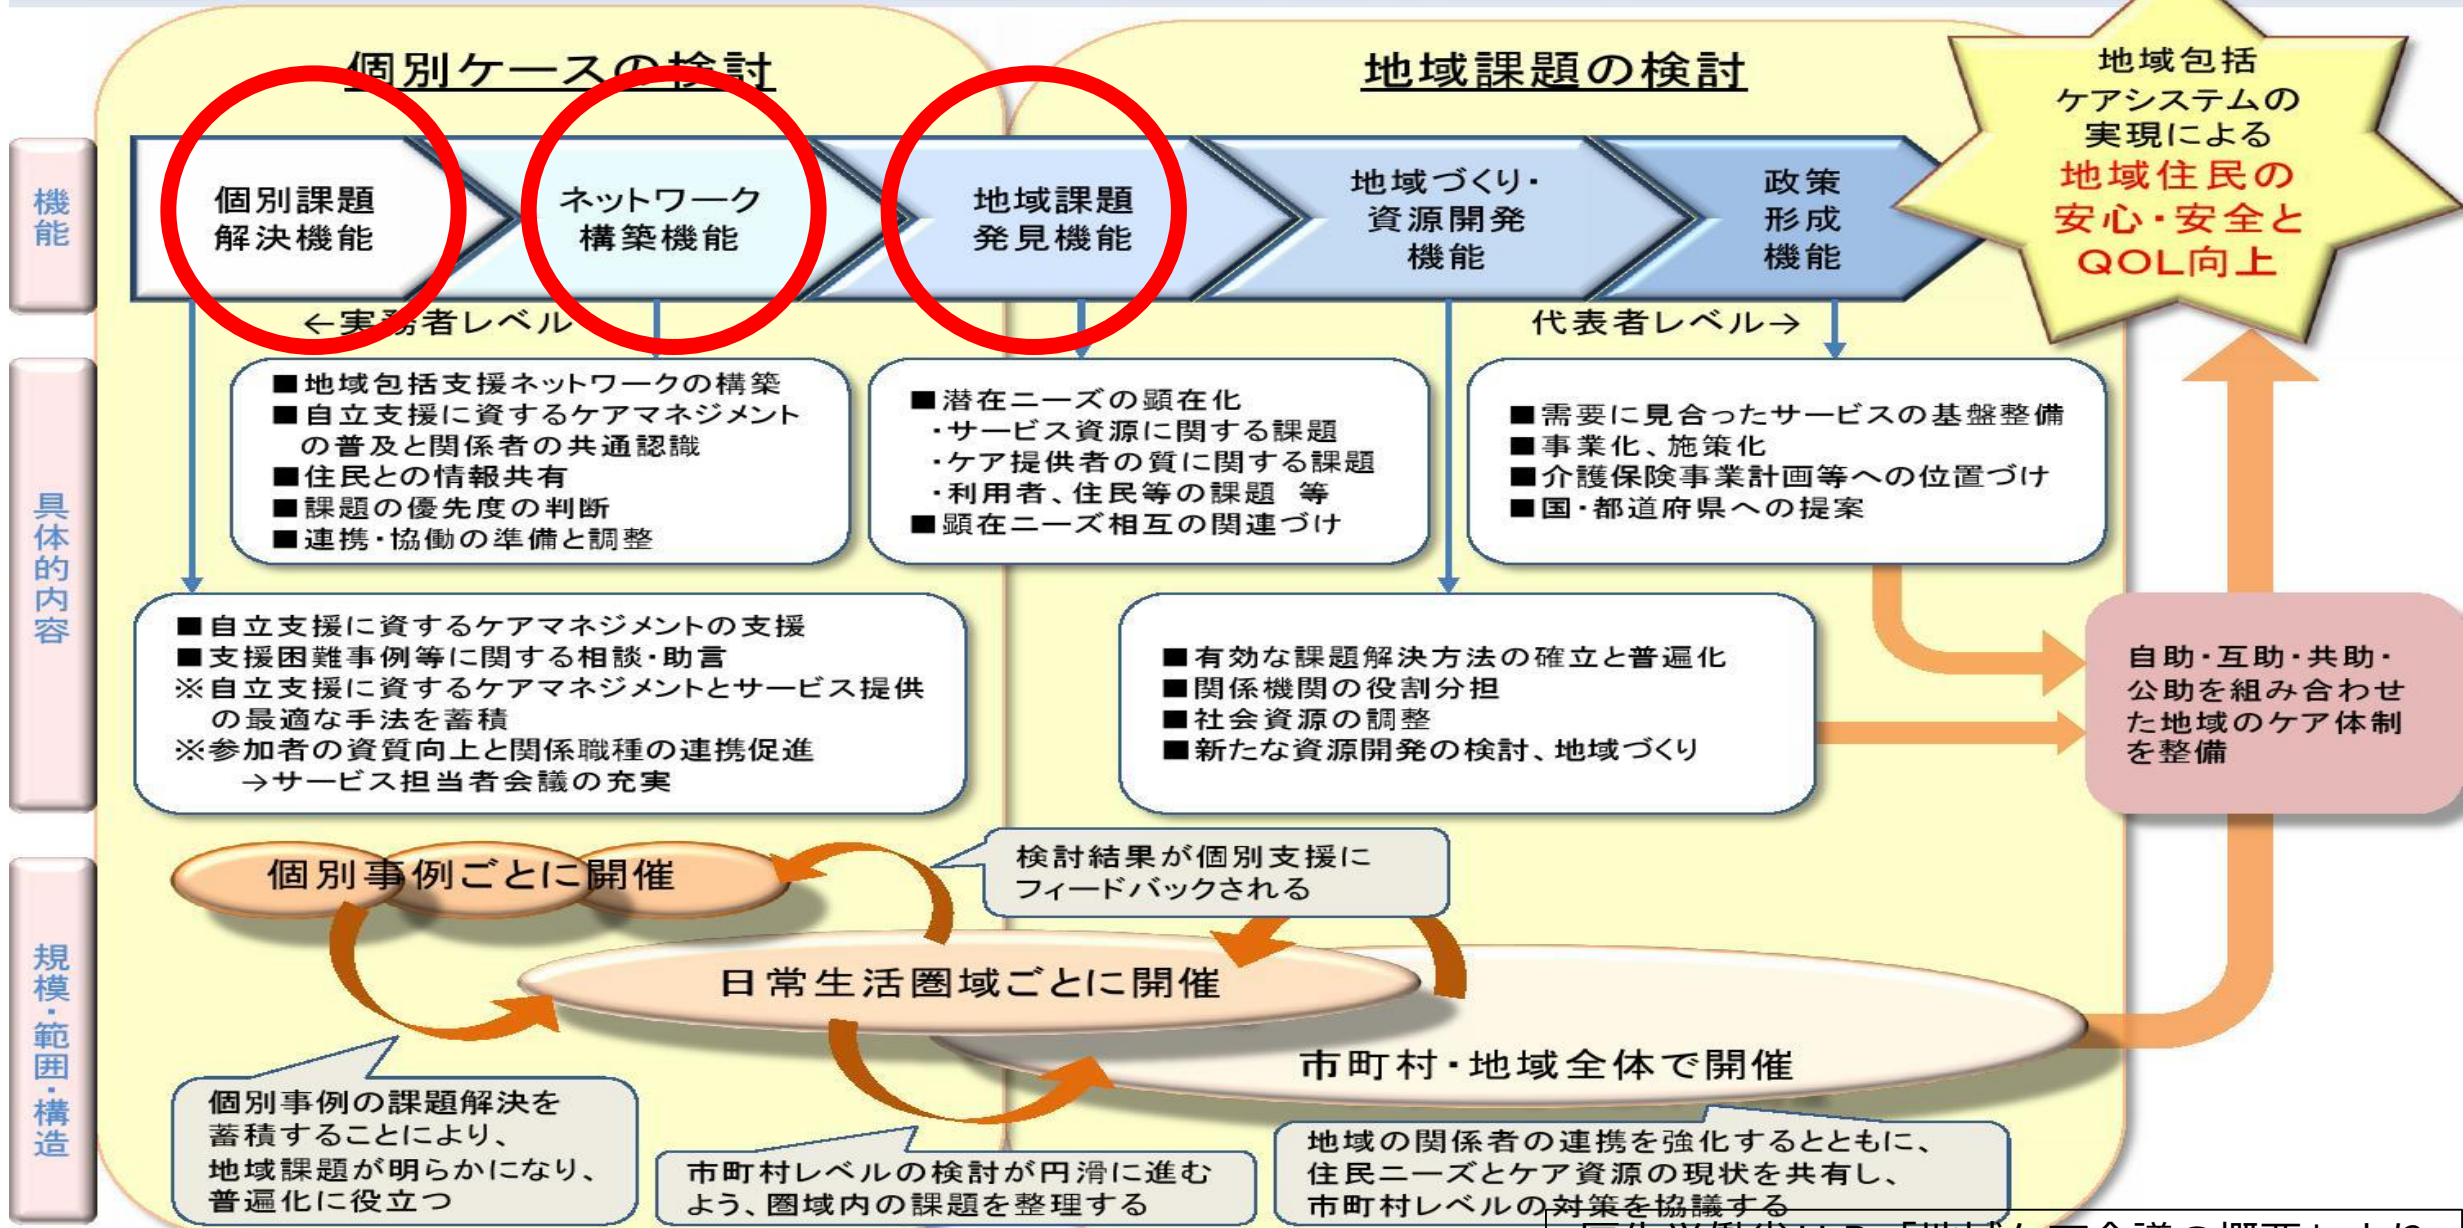 個別ケースの検討
地域課題の検討
地域包括
ケアシステムの
実現による
地域住民の
安心・安全と
QOL向上
機能
個別課題
解決機能
ネットワーク
構築機能
地域課題
発見機能
地域づくり・
資源開発
機能
政策
形成
機能
←実務者レベル
代表者レベル→
具体的内容
■地域包括支援ネットワークの構築
■自立支援に資するケアマネジメント
の普及と関係者の共通認識
■住民との情報共有
■課題の優先度の判断
■連携・協働の準備と調整
■潜在ニーズの顕在化
・サービス資源に関する課題
・ケア提供者の質に関する課題
・利用者、住民等の課題 等
■顕在ニーズ相互の関連づけ
■需要に見合ったサービスの基盤整備
■事業化、施策化
■介護保険事業計画等への位置づけ
■国・都道府県への提案
■自立支援に資するケアマネジメントの支援
■支援困難事例等に関する相談・助言
※自立支援に資するケアマネジメントとサービス提供
の最適な手法を蓄積
※参加者の資質向上と関係職種の連携促進
→サービス担当者会議の充実
■有効な課題解決方法の確立と普遍化
■関係機関の役割分担
■社会資源の調整
■新たな資源開発の検討、地域づくり
自助・互助・共助・
公助を組み合わせ
た地域のケア体制
を整備
規模・範囲・構造
個別事例ごとに開催
検討結果が個別支援に
フィードバックされる
日常生活圏域ごとに開催
市町村・地域全体で開催
個別事例の課題解決を
蓄積することにより、
地域課題が明らかになり、
普遍化に役立つ
市町村レベルの検討が円滑に進む
よう、圏域内の課題を整理する
地域の関係者の連携を強化するとともに、
住民ニーズとケア資源の現状を共有し、
市町村レベルの対策を協議する